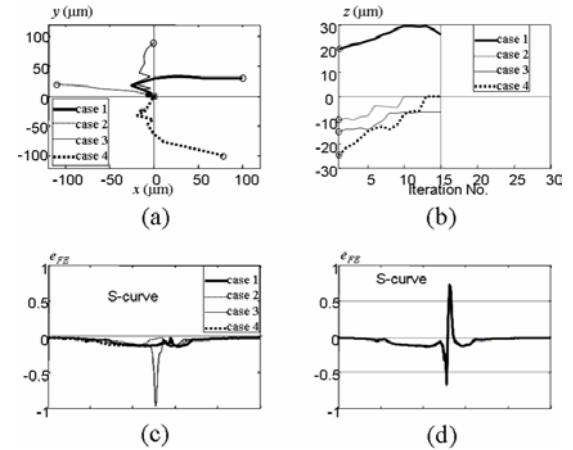 y (μm)
100
50
0
-50
-100
case 1
case 2
case 3
case 4
-100 -50 0 50 100
x (μm)
(a)
z (μm)
30
20
10
0
-10
-20
-30
case 1
case 2
case 3
case 4
5 10 15 20 25 30
Iteration No.
(b)
e_FE
1
0.5
0
-0.5
-1
S-curve
case 1
case 2
case 3
case 4
(c)
e_FE
1
0.5
0
-0.5
-1
S-curve
(d)